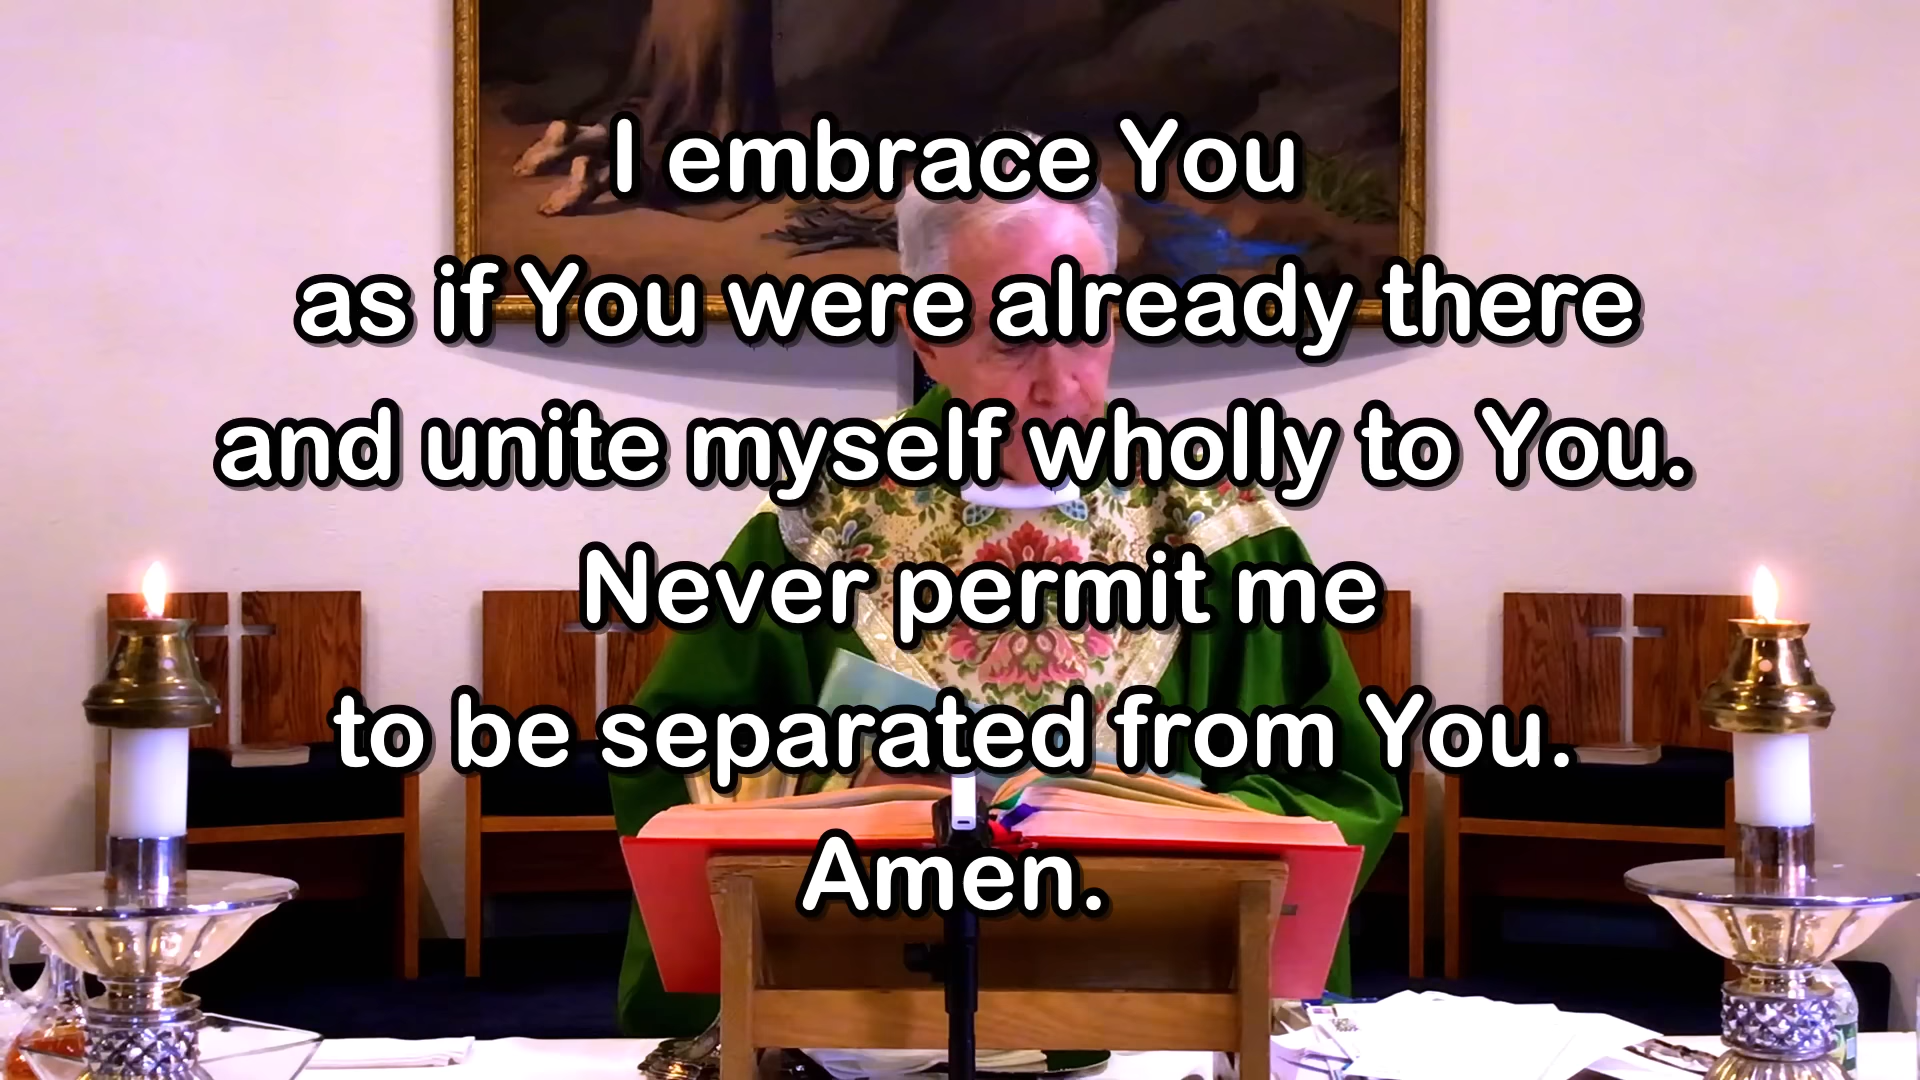 I embrace You
as if You were already there
and unite myself wholly to You.
Never permit me
to be separated from You.
Amen.